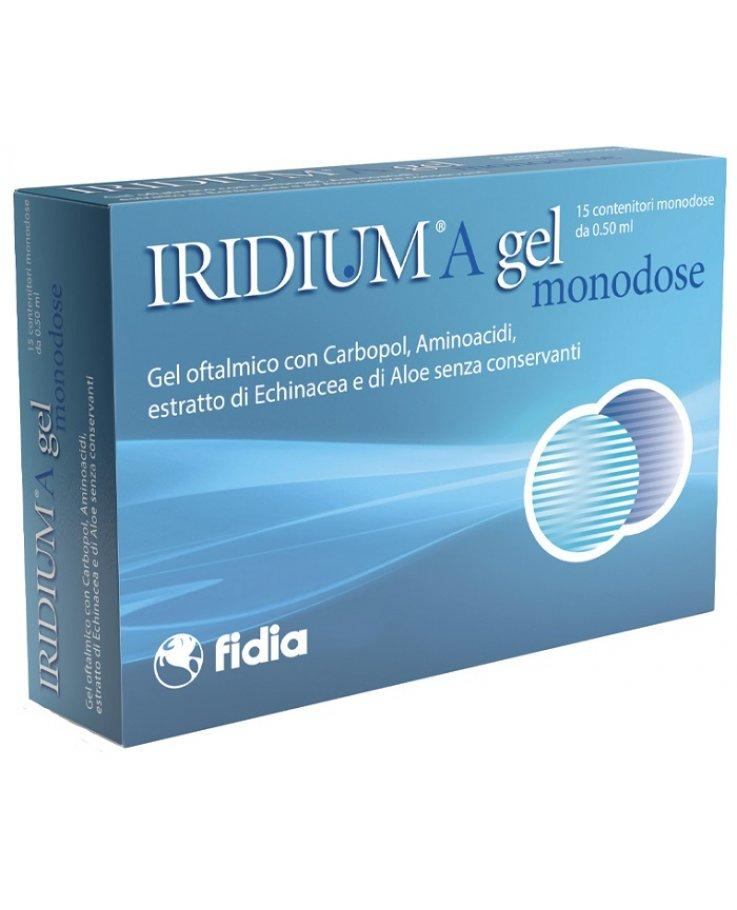 IRIDIUM® A gel
monodose
15 contenitori monodose
da 0.50 ml
Gel oftalmico con Carbopol, Aminoacidi,
estratto di Echinacea e di Aloe senza conservanti
fidia
IRIDIUM® A gel
monodose
15 contenitori monodose
da 0.50 ml
Gel oftalmico con Carbopol, Aminoacidi,
estratto di Echinacea e di Aloe senza conservanti
A gel
monodose